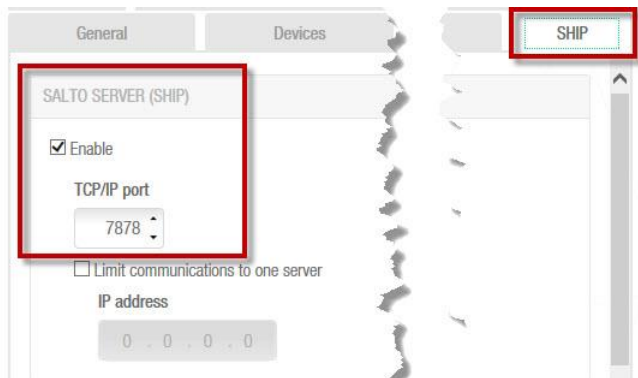 General Devices SHIP
SALTO SERVER (SHIP)
Enable
TCP/IP port
7878
Limit communications to one server
IP address
0 . 0 . 0 . 0